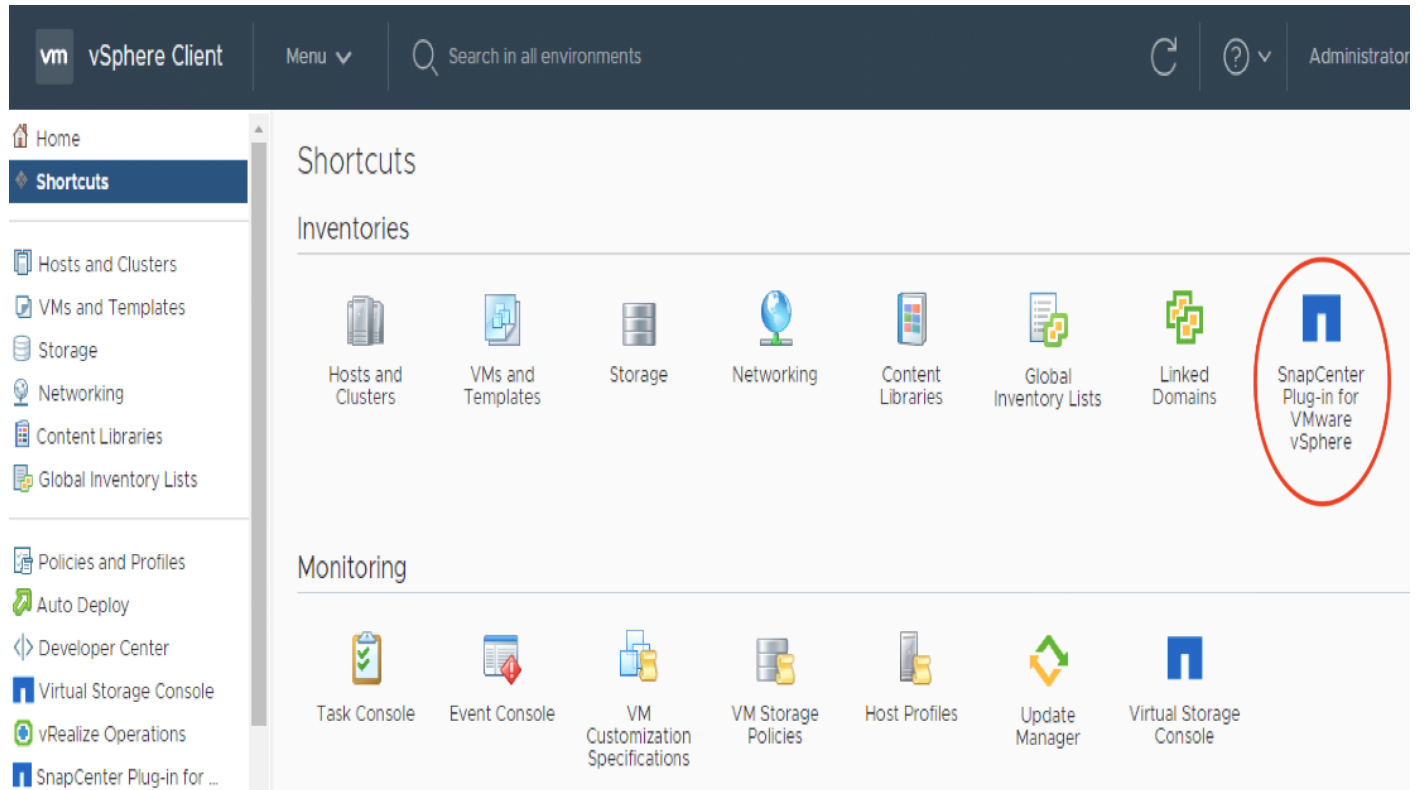 vm vSphere Client Menu Search in all environments Administrator
Home
Shortcuts
Hosts and Clusters
VMs and Templates
Storage
Networking
Content Libraries
Global Inventory Lists
Policies and Profiles
Auto Deploy
Developer Center
Virtual Storage Console
vRealize Operations
SnapCenter Plug-in for ...
Shortcuts
Inventories
Hosts and
Clusters
VMs and
Templates
Storage
Networking
Content
Libraries
Global
Inventory Lists
Linked
Domains
SnapCenter
Plug-in for
VMware
vSphere
Monitoring
Task Console
Event Console
VM
Customization
Specifications
VM Storage
Policies
Host Profiles
Update
Manager
Virtual Storage
Console